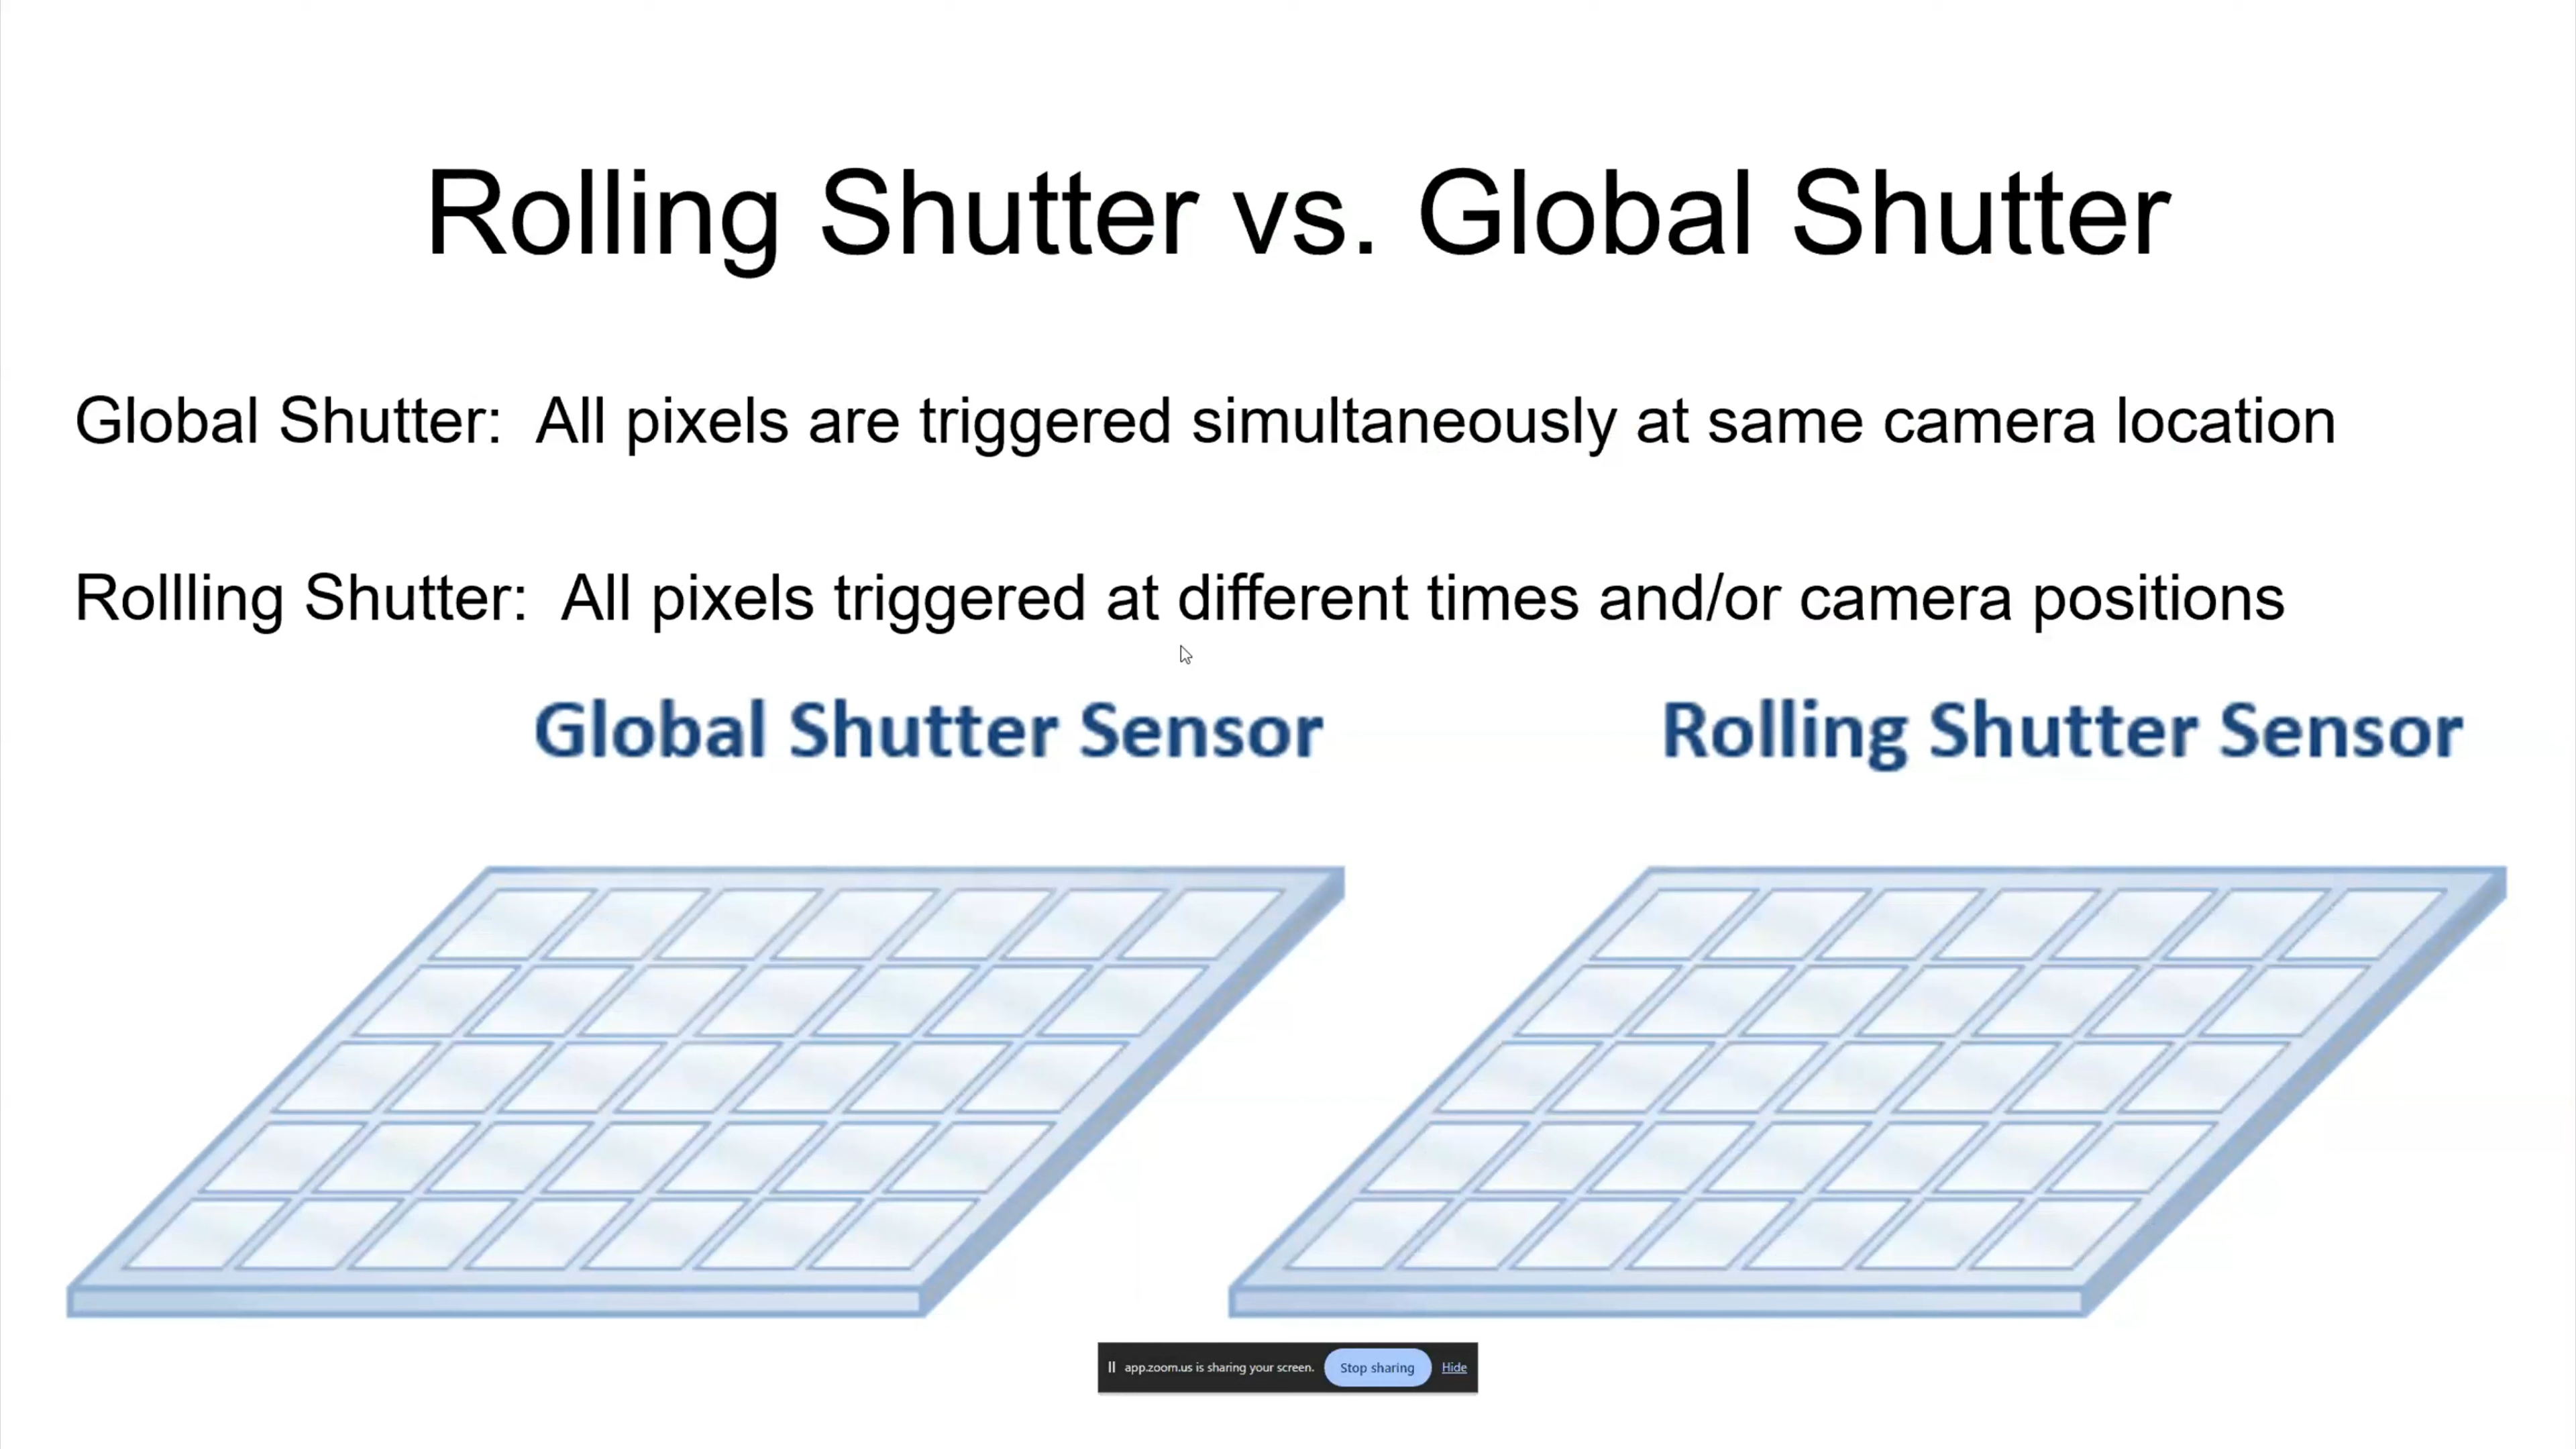 Rolling Shutter vs. Global Shutter
Global Shutter:  All pixels are triggered simultaneously at same camera location
Rollling Shutter:  All pixels triggered at different times and/or camera positions
Global Shutter Sensor
Rolling Shutter Sensor
app.zoom.us is sharing your screen. Stop sharing Hide